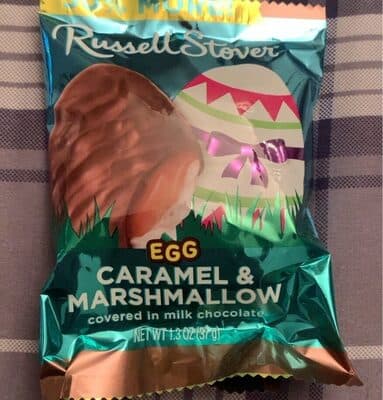 Russell Stover
EGG
CARAMEL &
MARSHMALLOW
covered in milk chocolate
NET WT 1.3 OZ (37g)